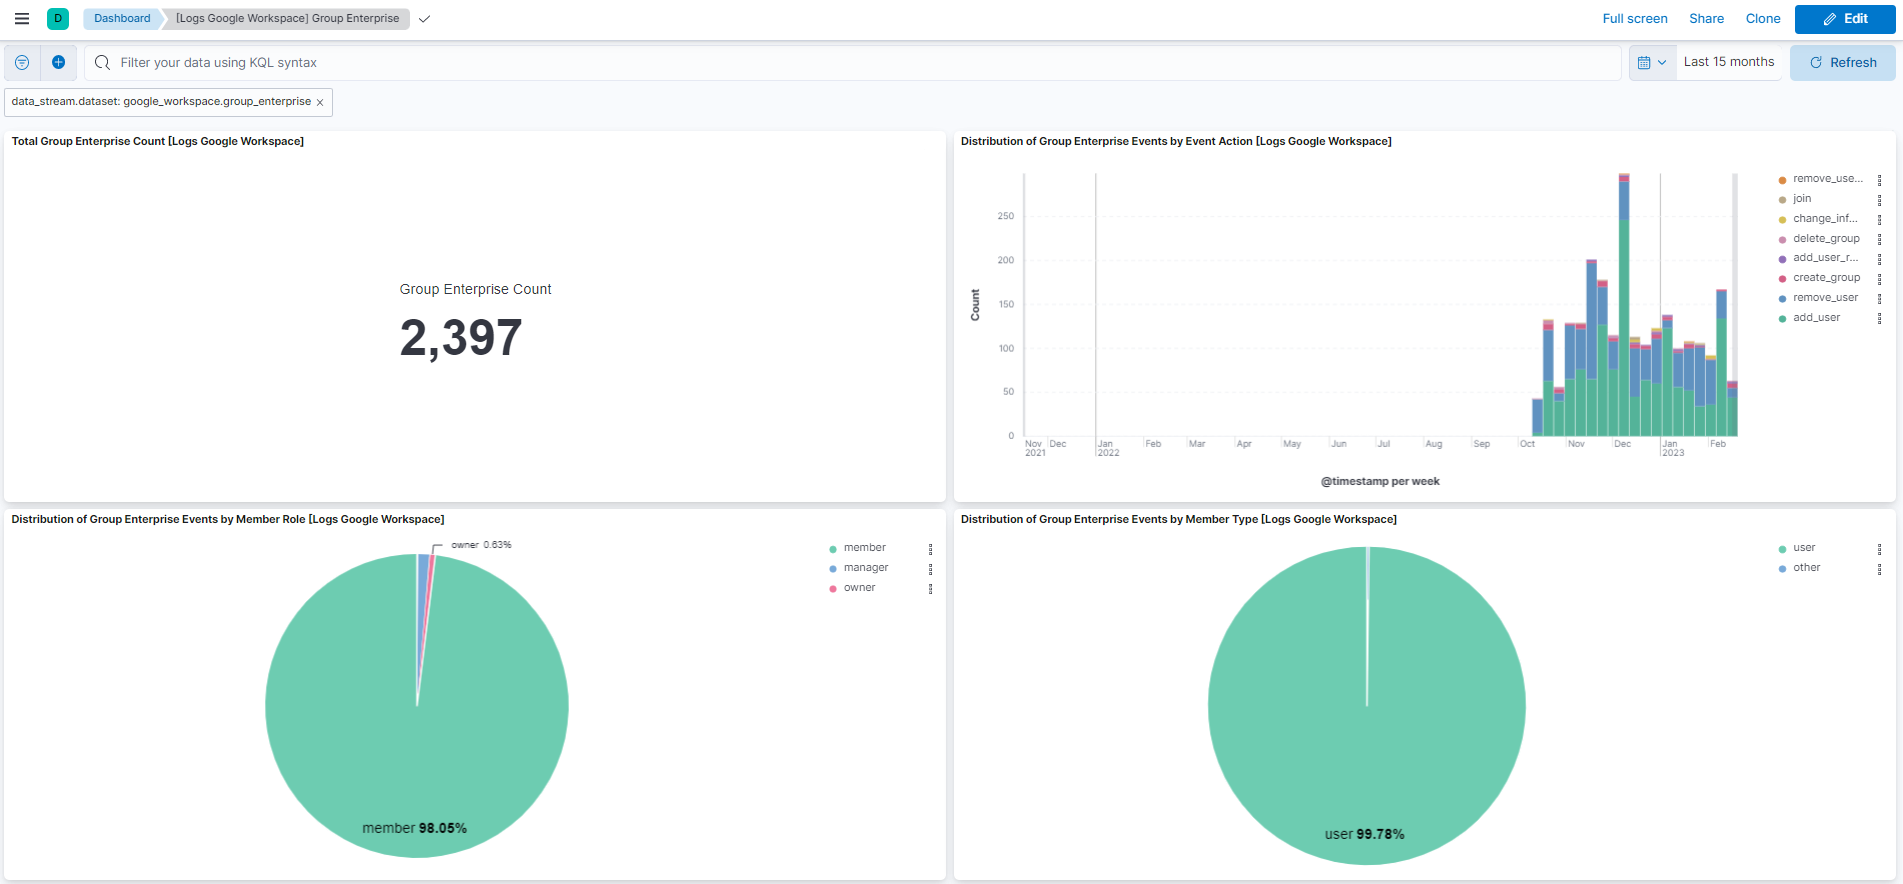 D Dashboard [Logs Google Workspace] Group Enterprise Full screen Share Clone Edit
Filter your data using KQL syntax Last 15 months Refresh
data_stream.dataset: google_workspace.group_enterprise ×
Total Group Enterprise Count [Logs Google Workspace]
Group Enterprise Count
2,397
Distribution of Group Enterprise Events by Event Action [Logs Google Workspace]
Count
250
200
150
100
50
0
Nov Dec Jan Feb Mar Apr May Jun Jul Aug Sep Oct Nov Dec Jan Feb
2021 2022 2023
@timestamp per week
remove_use...
join
change_inf...
delete_group
add_user_r...
create_group
remove_user
add_user
Distribution of Group Enterprise Events by Member Role [Logs Google Workspace]
owner 0.63%
member 98.05%
member
manager
owner
Distribution of Group Enterprise Events by Member Type [Logs Google Workspace]
user 99.78%
user
other